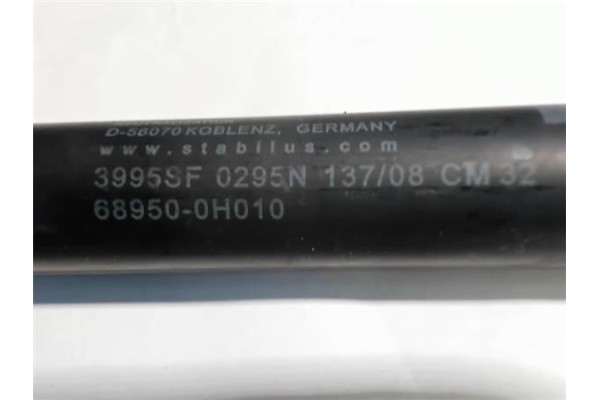 D-56070 KOBLENZ, GERMANY
www.stabilus.com
3995SF 0295N 137/08 CM 32
68950-0H010